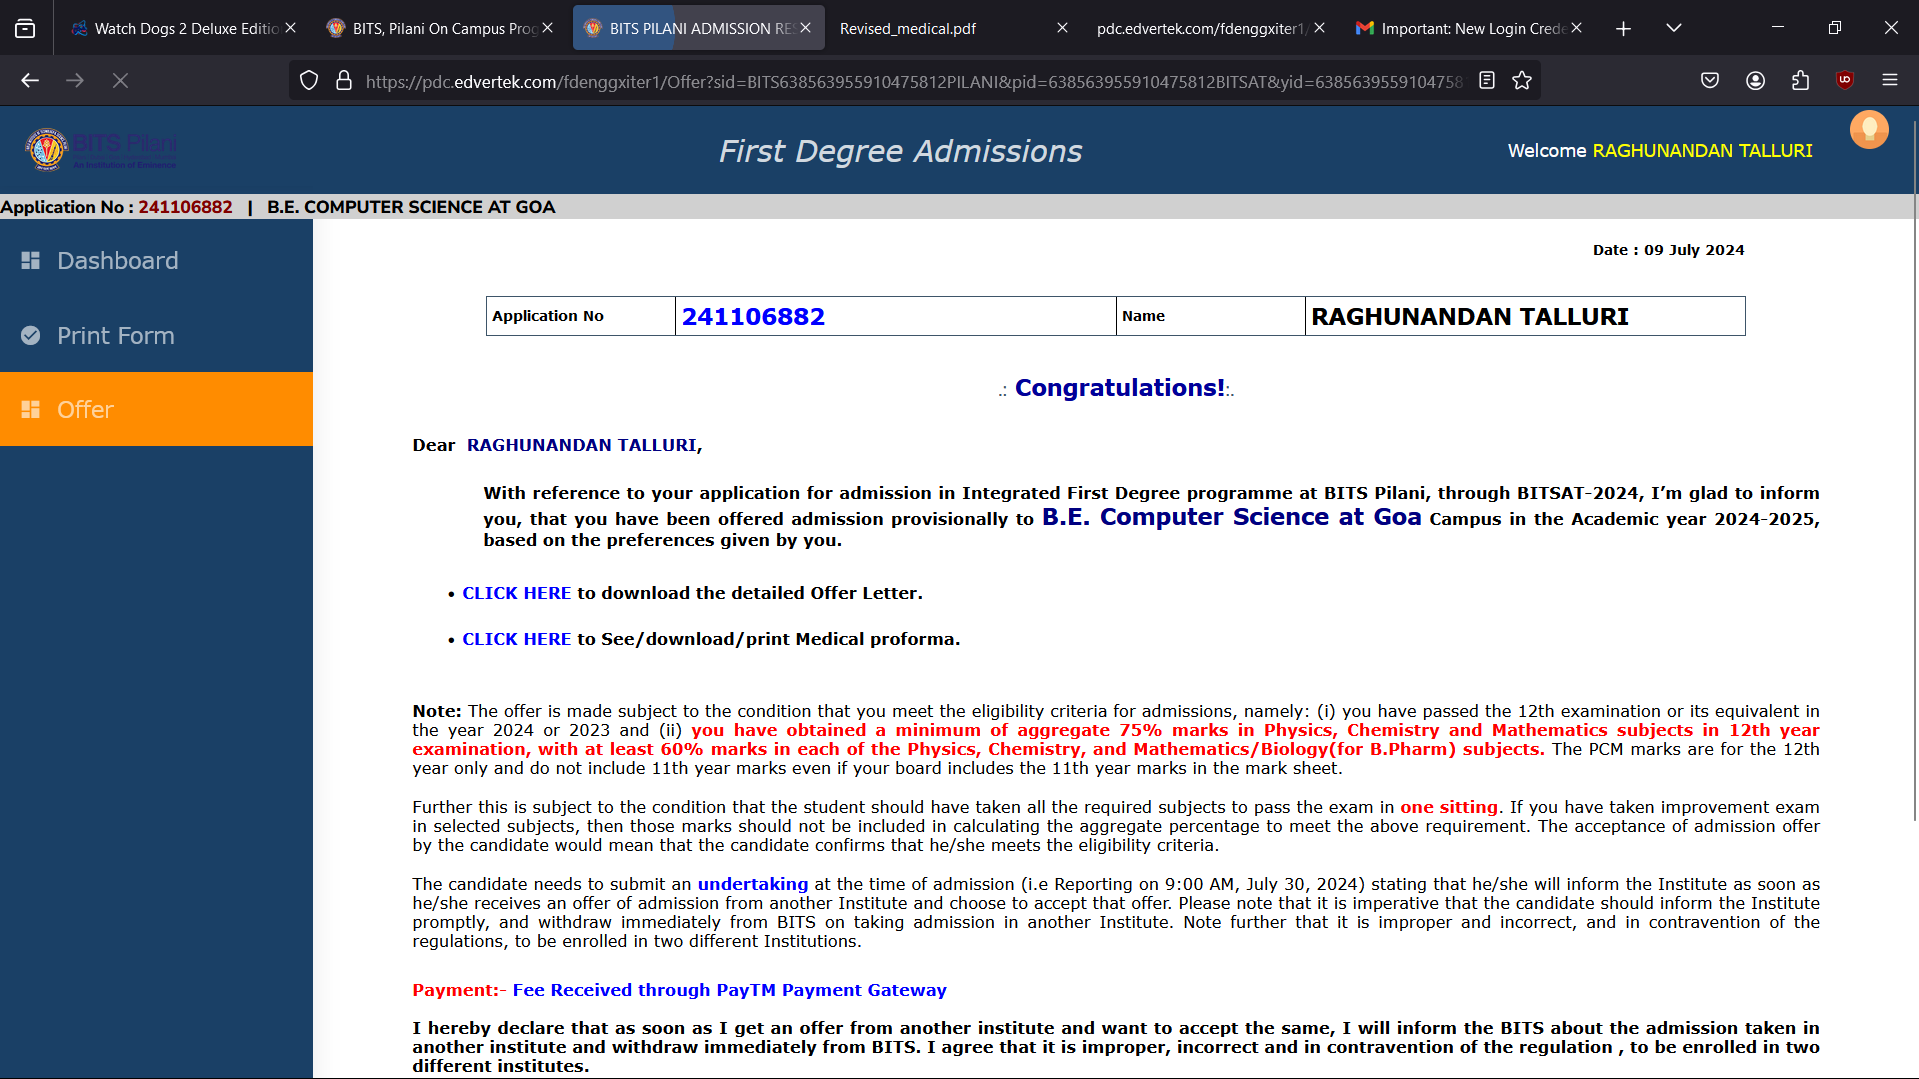 Watch Dogs 2 Deluxe Editio
BITS, Pilani On Campus Prog
BITS PILANI ADMISSION RES
Revised_medical.pdf
pdc.edvertek.com/fdenggxiter1/
Important: New Login Crede
https://pdc.edvertek.com/fdenggxiter1/Offer?sid=BITS638563955910475812PILANI&pid=638563955910475812BITSAT&yid=6385639559104758
BITS Pilani
An Institution of Eminence
First Degree Admissions
Welcome RAGHUNANDAN TALLURI
Application No : 241106882 | B.E. COMPUTER SCIENCE AT GOA
Dashboard
Print Form
Offer
Date : 09 July 2024
Application No 241106882 Name RAGHUNANDAN TALLURI
.: Congratulations!:.
Dear RAGHUNANDAN TALLURI,
With reference to your application for admission in Integrated First Degree programme at BITS Pilani, through BITSAT-2024, I’m glad to inform
you, that you have been offered admission provisionally to B.E. Computer Science at Goa Campus in the Academic year 2024-2025,
based on the preferences given by you.
• CLICK HERE to download the detailed Offer Letter.
• CLICK HERE to See/download/print Medical proforma.
Note: The offer is made subject to the condition that you meet the eligibility criteria for admissions, namely: (i) you have passed the 12th examination or its equivalent in
the year 2024 or 2023 and (ii) you have obtained a minimum of aggregate 75% marks in Physics, Chemistry and Mathematics subjects in 12th year
examination, with at least 60% marks in each of the Physics, Chemistry, and Mathematics/Biology(for B.Pharm) subjects. The PCM marks are for the 12th
year only and do not include 11th year marks even if your board includes the 11th year marks in the mark sheet.
Further this is subject to the condition that the student should have taken all the required subjects to pass the exam in one sitting. If you have taken improvement exam
in selected subjects, then those marks should not be included in calculating the aggregate percentage to meet the above requirement. The acceptance of admission offer
by the candidate would mean that the candidate confirms that he/she meets the eligibility criteria.
The candidate needs to submit an undertaking at the time of admission (i.e Reporting on 9:00 AM, July 30, 2024) stating that he/she will inform the Institute as soon as
he/she receives an offer of admission from another Institute and choose to accept that offer. Please note that it is imperative that the candidate should inform the Institute
promptly, and withdraw immediately from BITS on taking admission in another Institute. Note further that it is improper and incorrect, and in contravention of the
regulations, to be enrolled in two different Institutions.
Payment:- Fee Received through PayTM Payment Gateway
I hereby declare that as soon as I get an offer from another institute and want to accept the same, I will inform the BITS about the admission taken in
another institute and withdraw immediately from BITS. I agree that it is improper, incorrect and in contravention of the regulation , to be enrolled in two
different institutes.